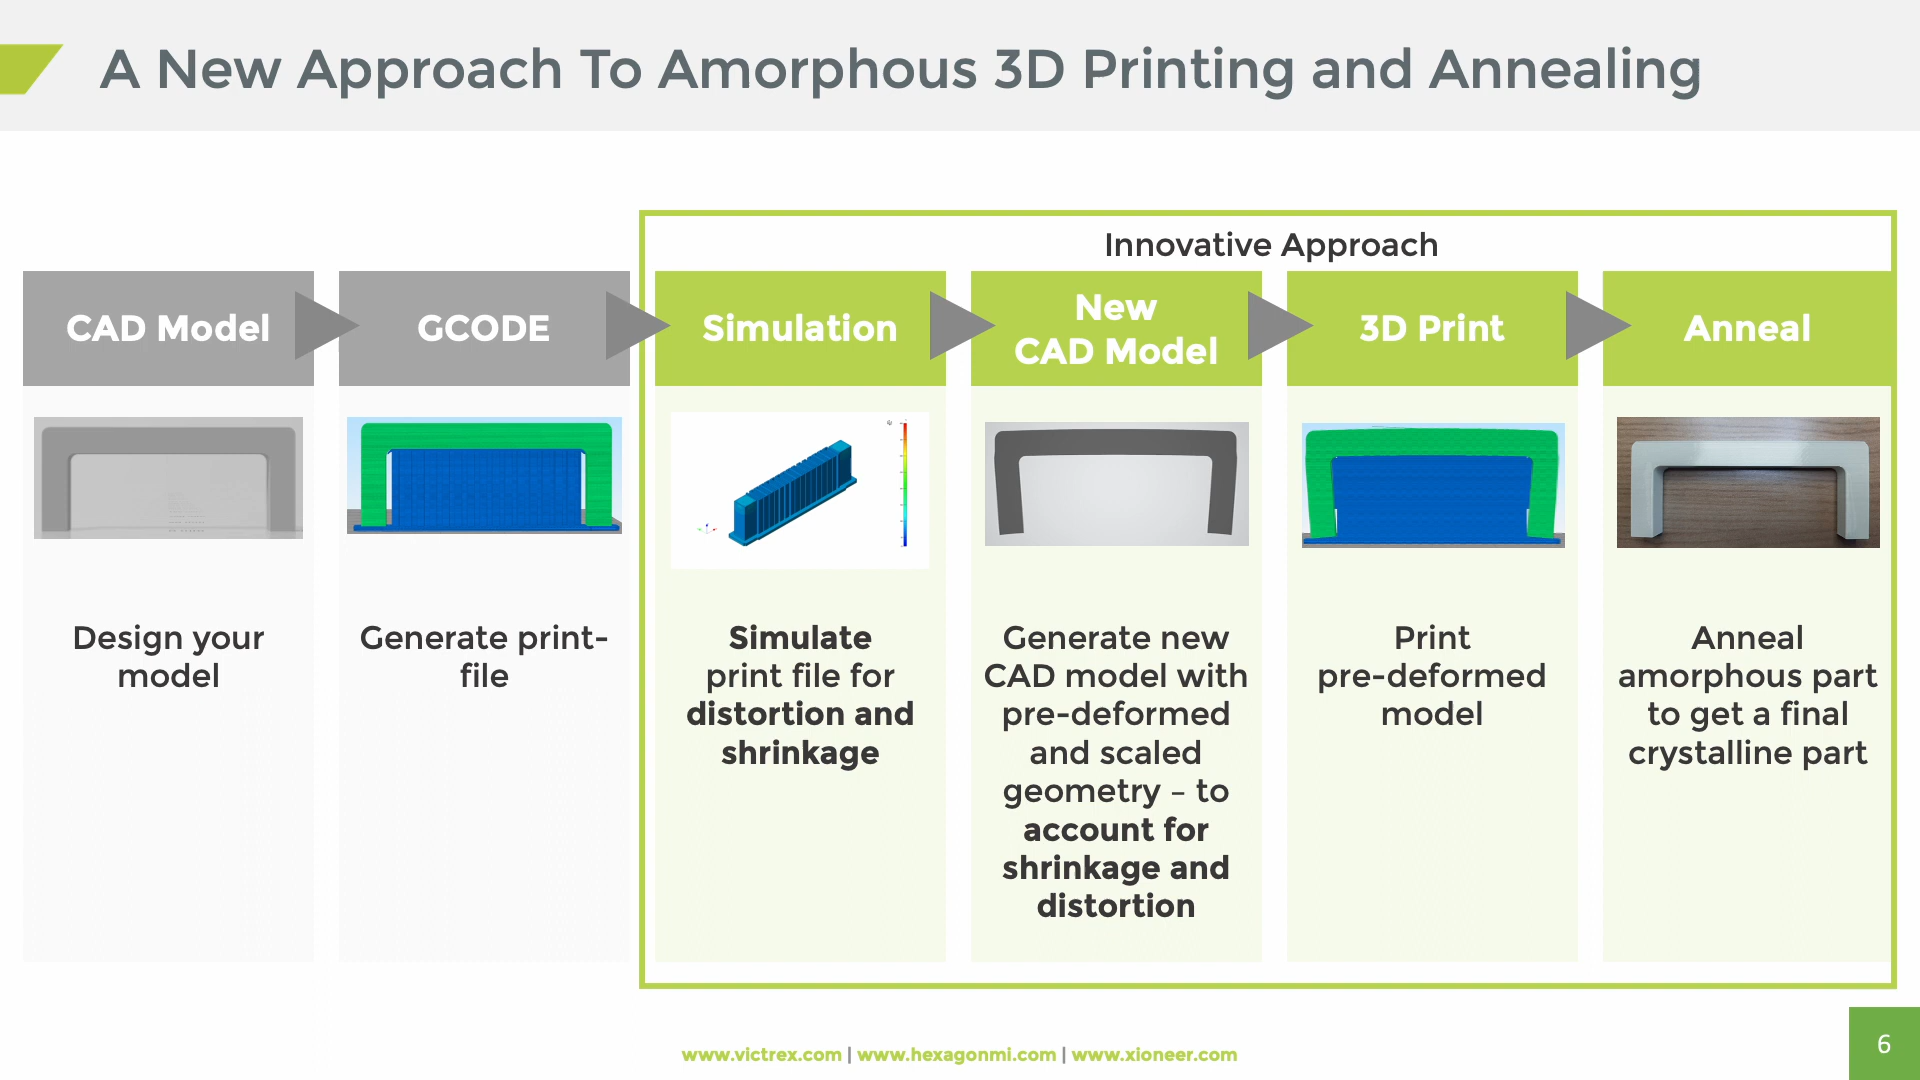 A New Approach To Amorphous 3D Printing and Annealing
Innovative Approach
CAD Model
GCODE
Simulation
New
CAD Model
3D Print
Anneal
Design your
model
Generate print-
file
Simulate
print file for
distortion and
shrinkage
Generate new
CAD model with
pre-deformed
and scaled
geometry – to
account for
shrinkage and
distortion
Print
pre-deformed
model
Anneal
amorphous part
to get a final
crystalline part
www.victrex.com | www.hexagonmi.com | www.xioneer.com
6